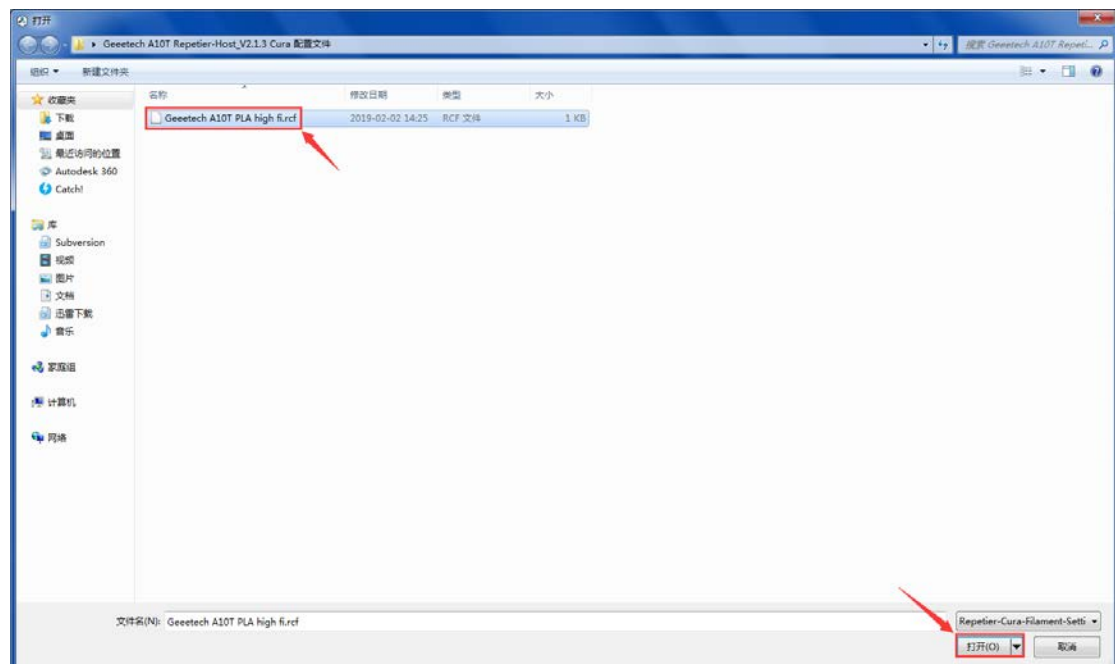 打开
Geeetech A10T Repetier-Host_V2.1.3 Cura 配置文件
搜索 Geeetech A10T Repeti...
组织
新建文件夹
名称 修改日期 类型 大小
Geeetech A10T PLA high fi.rcf 2019-02-02 14:25 RCF 文件 1 KB
收藏夹
下载
桌面
最近访问的位置
Autodesk 360
Catch!
库
Subversion
视频
图片
文档
迅雷下载
音乐
家庭组
计算机
网络
文件名(N): Geeetech A10T PLA high fi.rcf
Repetier-Cura-Filament-Setti
打开(O) 取消